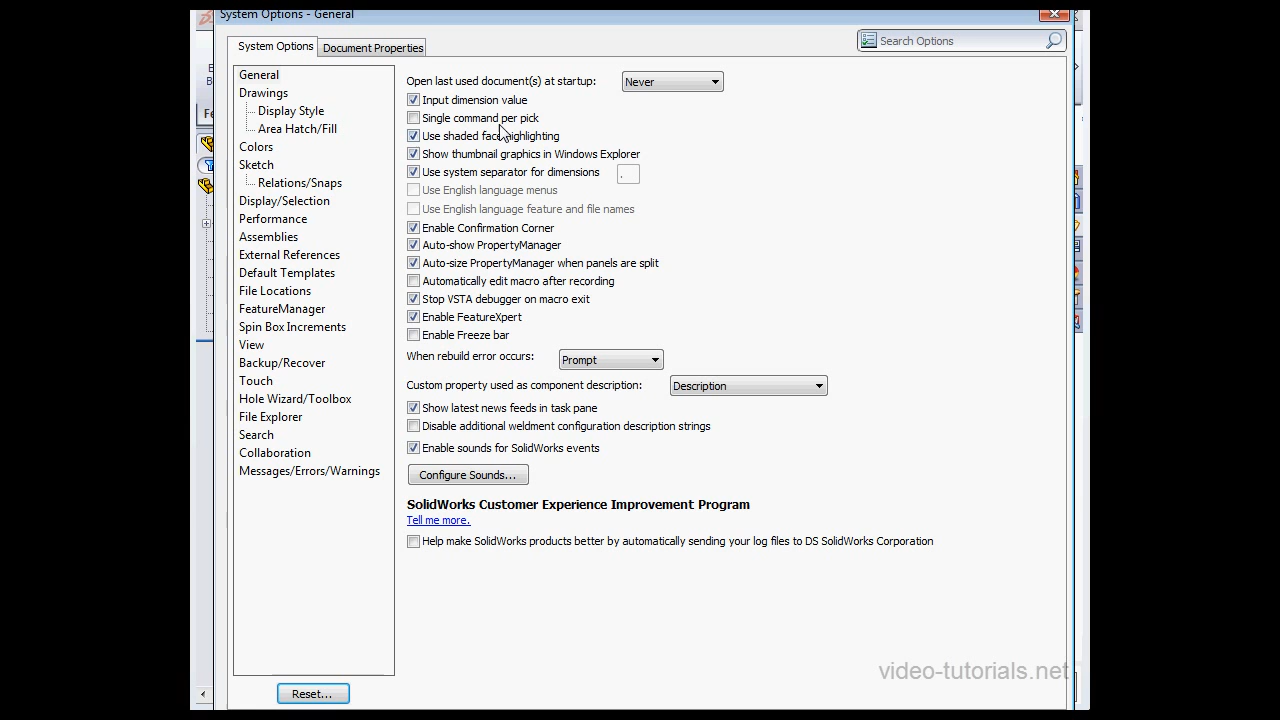 System Options - General
System Options
Document Properties
Search Options
General
Drawings
Display Style
Area Hatch/Fill
Colors
Sketch
Relations/Snaps
Display/Selection
Performance
Assemblies
External References
Default Templates
File Locations
FeatureManager
Spin Box Increments
View
Backup/Recover
Touch
Hole Wizard/Toolbox
File Explorer
Search
Collaboration
Messages/Errors/Warnings
Open last used document(s) at startup: Never
Input dimension value
Single command per pick
Use shaded face highlighting
Show thumbnail graphics in Windows Explorer
Use system separator for dimensions .
Use English language menus
Use English language feature and file names
Enable Confirmation Corner
Auto-show PropertyManager
Auto-size PropertyManager when panels are split
Automatically edit macro after recording
Stop VSTA debugger on macro exit
Enable FeatureXpert
Enable Freeze bar
When rebuild error occurs: Prompt
Custom property used as component description: Description
Show latest news feeds in task pane
Disable additional weldment configuration description strings
Enable sounds for SolidWorks events
Configure Sounds...
SolidWorks Customer Experience Improvement Program
Tell me more.
Help make SolidWorks products better by automatically sending your log files to DS SolidWorks Corporation
Reset...
video-tutorials.net